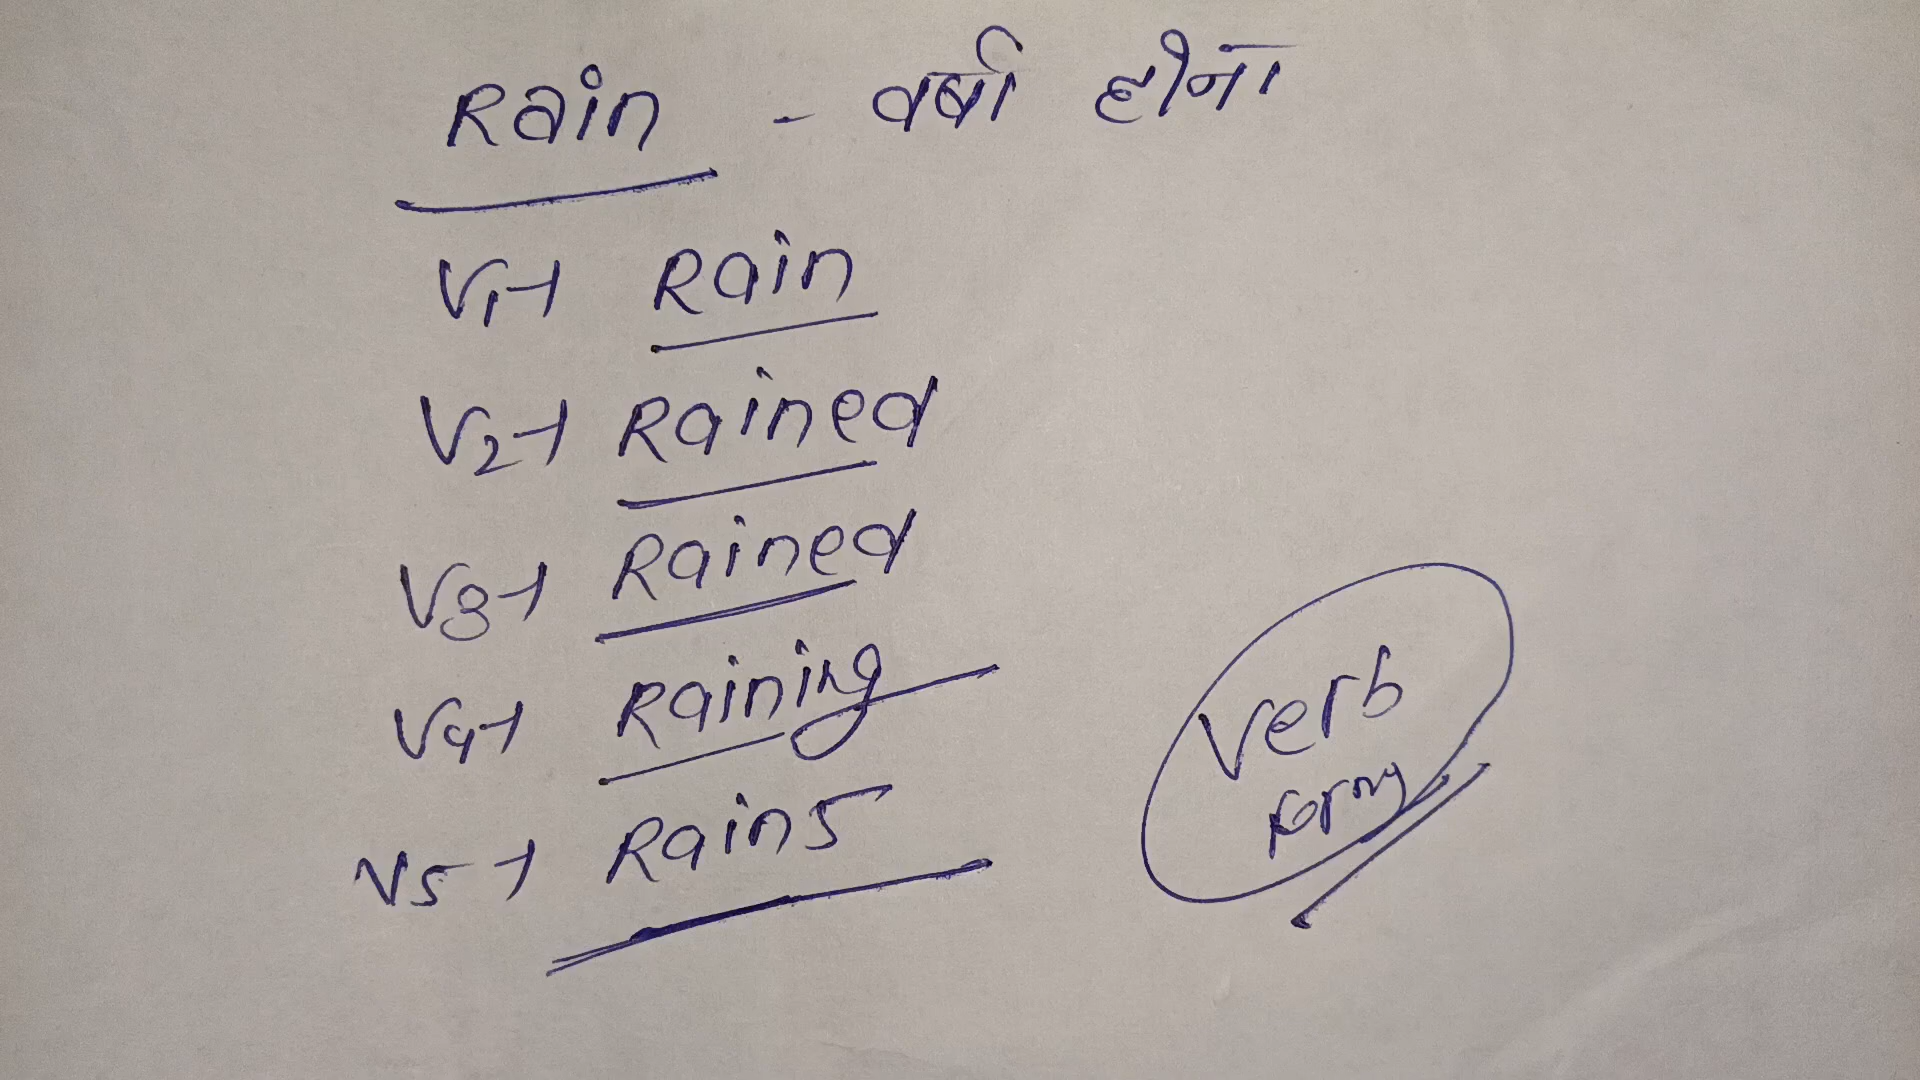 Rain - वर्षा होना
V1→ Rain
V2→ Rained
V3→ Rained
V4→ Raining
V5→ Rains
Verb
form